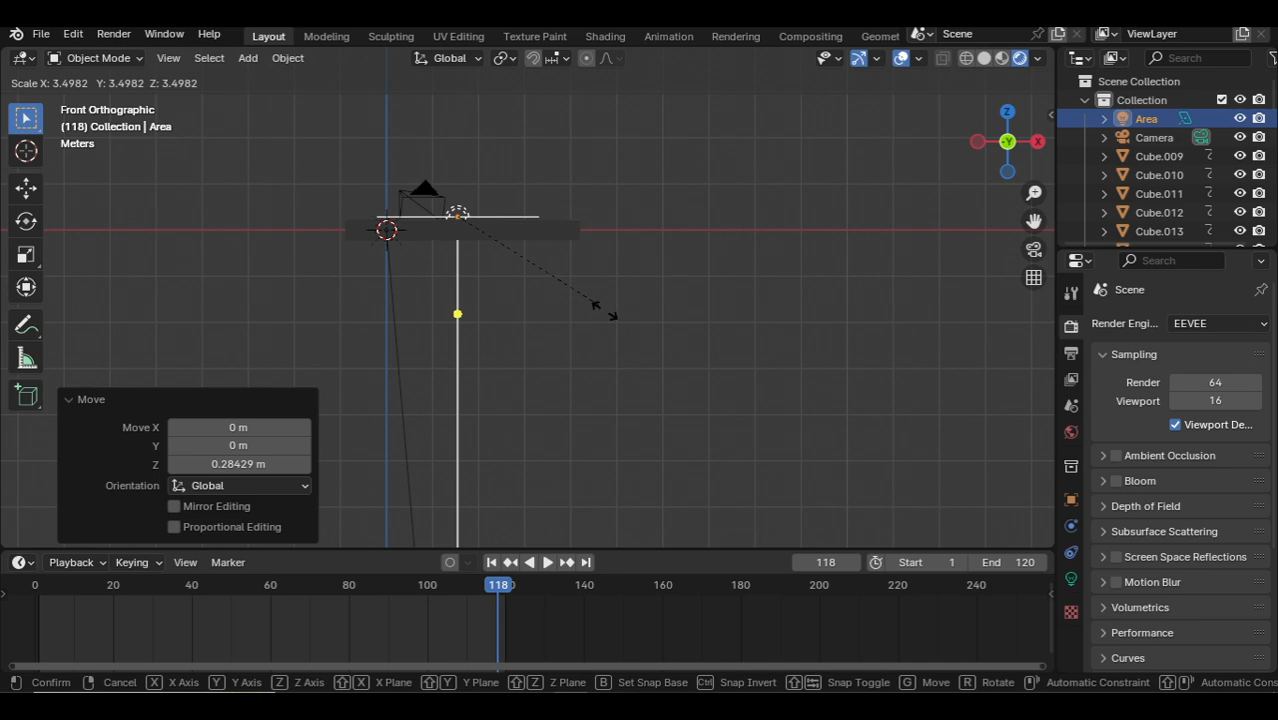 File Edit Render Window Help Layout Modeling Sculpting UV Editing Texture Paint Shading Animation Rendering Compositing Geomet Scene ViewLayer
Object Mode View Select Add Object Global Search
Scale X: 3.4982 Y: 3.4982 Z: 3.4982
Front Orthographic
(118) Collection | Area
Meters
Z
X
Y
Scene Collection
Collection
Area
Camera
Cube.009
Cube.010
Cube.011
Cube.012
Cube.013
Search
Scene
Render Engi... EEVEE
Sampling
Render 64
Viewport 16
Viewport De...
Ambient Occlusion
Bloom
Depth of Field
Subsurface Scattering
Screen Space Reflections
Motion Blur
Volumetrics
Performance
Curves
Move
Move X 0 m
Y 0 m
Z 0.28429 m
Orientation Global
Mirror Editing
Proportional Editing
Playback Keying View Marker 118 Start 1 End 120
0 20 40 60 80 100 118 0 140 160 180 200 220 240
Confirm Cancel X X Axis Y Y Axis Z Z Axis X X Plane Y Y Plane Z Z Plane B Set Snap Base Ctrl Snap Invert Snap Toggle G Move R Rotate Automatic Constraint Automatic Cons